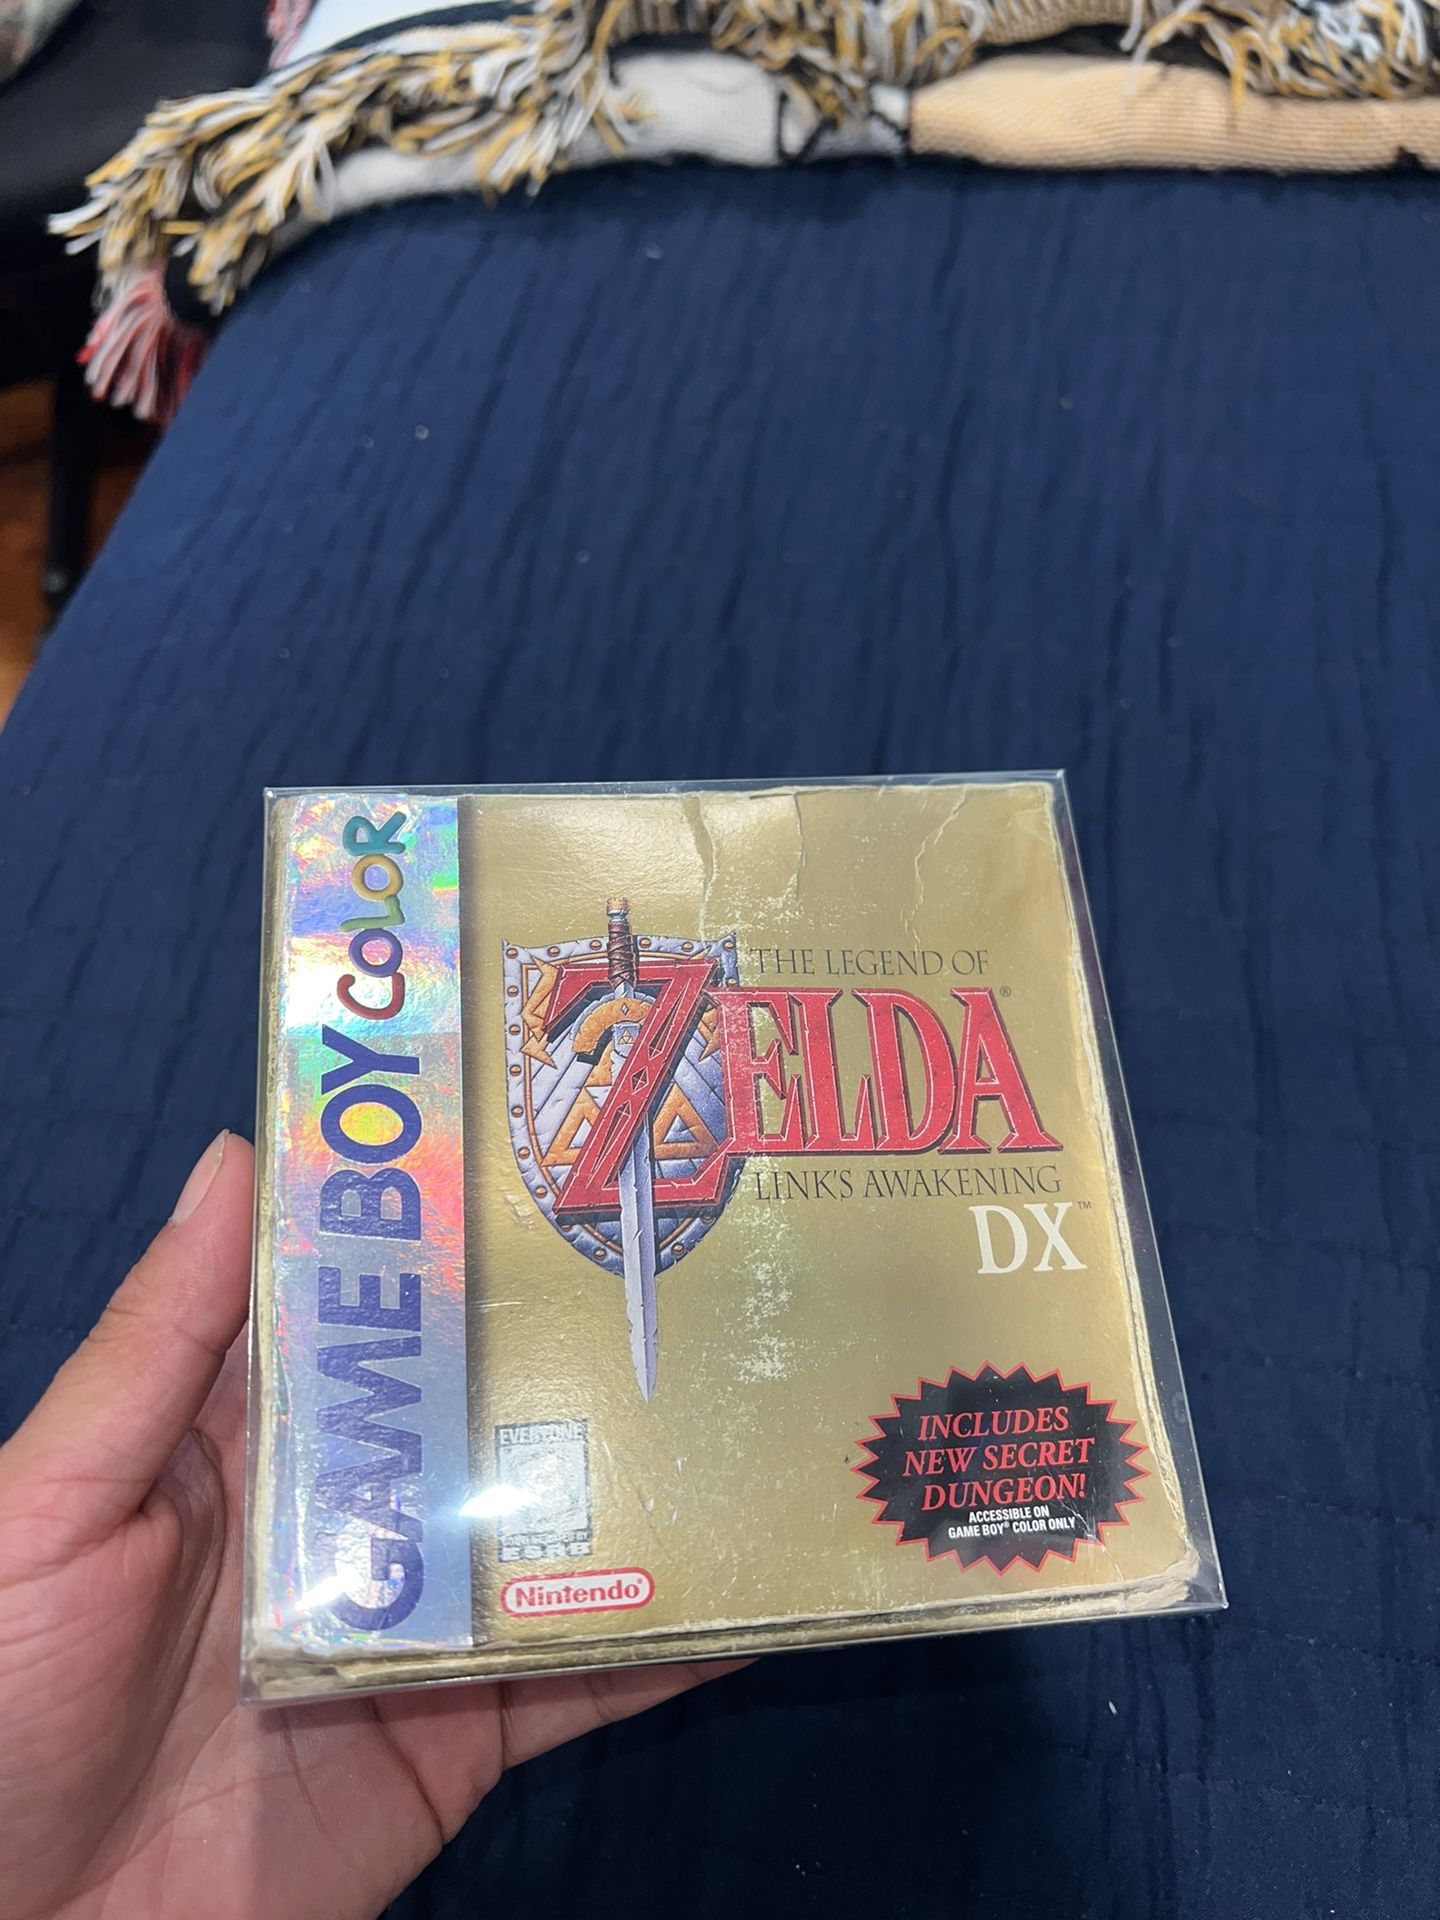 GAME BOY COLOR
THE LEGEND OF
ZELDA®
LINK'S AWAKENING
DX™
INCLUDES
NEW SECRET
DUNGEON!
ACCESSIBLE ON
GAME BOY® COLOR ONLY
EVERYONE
ESRB
Nintendo®